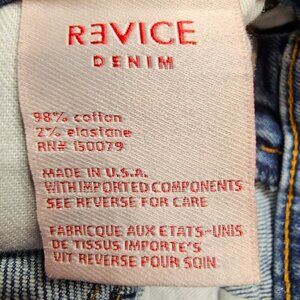 REVICE
DENIM
98% cotton
2% elastane
RN# 150079
MADE IN U.S.A.
WITH IMPORTED COMPONENTS
SEE REVERSE FOR CARE
FABRIQUE AUX ETATS-UNIS
DE TISSUS IMPORTE'S
VIT REVERSE POUR SOIN